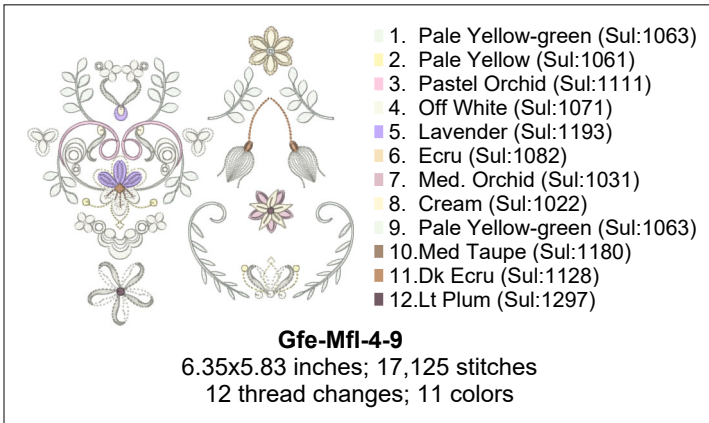 1. Pale Yellow-green (Sul:1063)
2. Pale Yellow (Sul:1061)
3. Pastel Orchid (Sul:1111)
4. Off White (Sul:1071)
5. Lavender (Sul:1193)
6. Ecru (Sul:1082)
7. Med. Orchid (Sul:1031)
8. Cream (Sul:1022)
9. Pale Yellow-green (Sul:1063)
10.Med Taupe (Sul:1180)
11.Dk Ecru (Sul:1128)
12.Lt Plum (Sul:1297)
Gfe-Mfl-4-9
6.35x5.83 inches; 17,125 stitches
12 thread changes; 11 colors